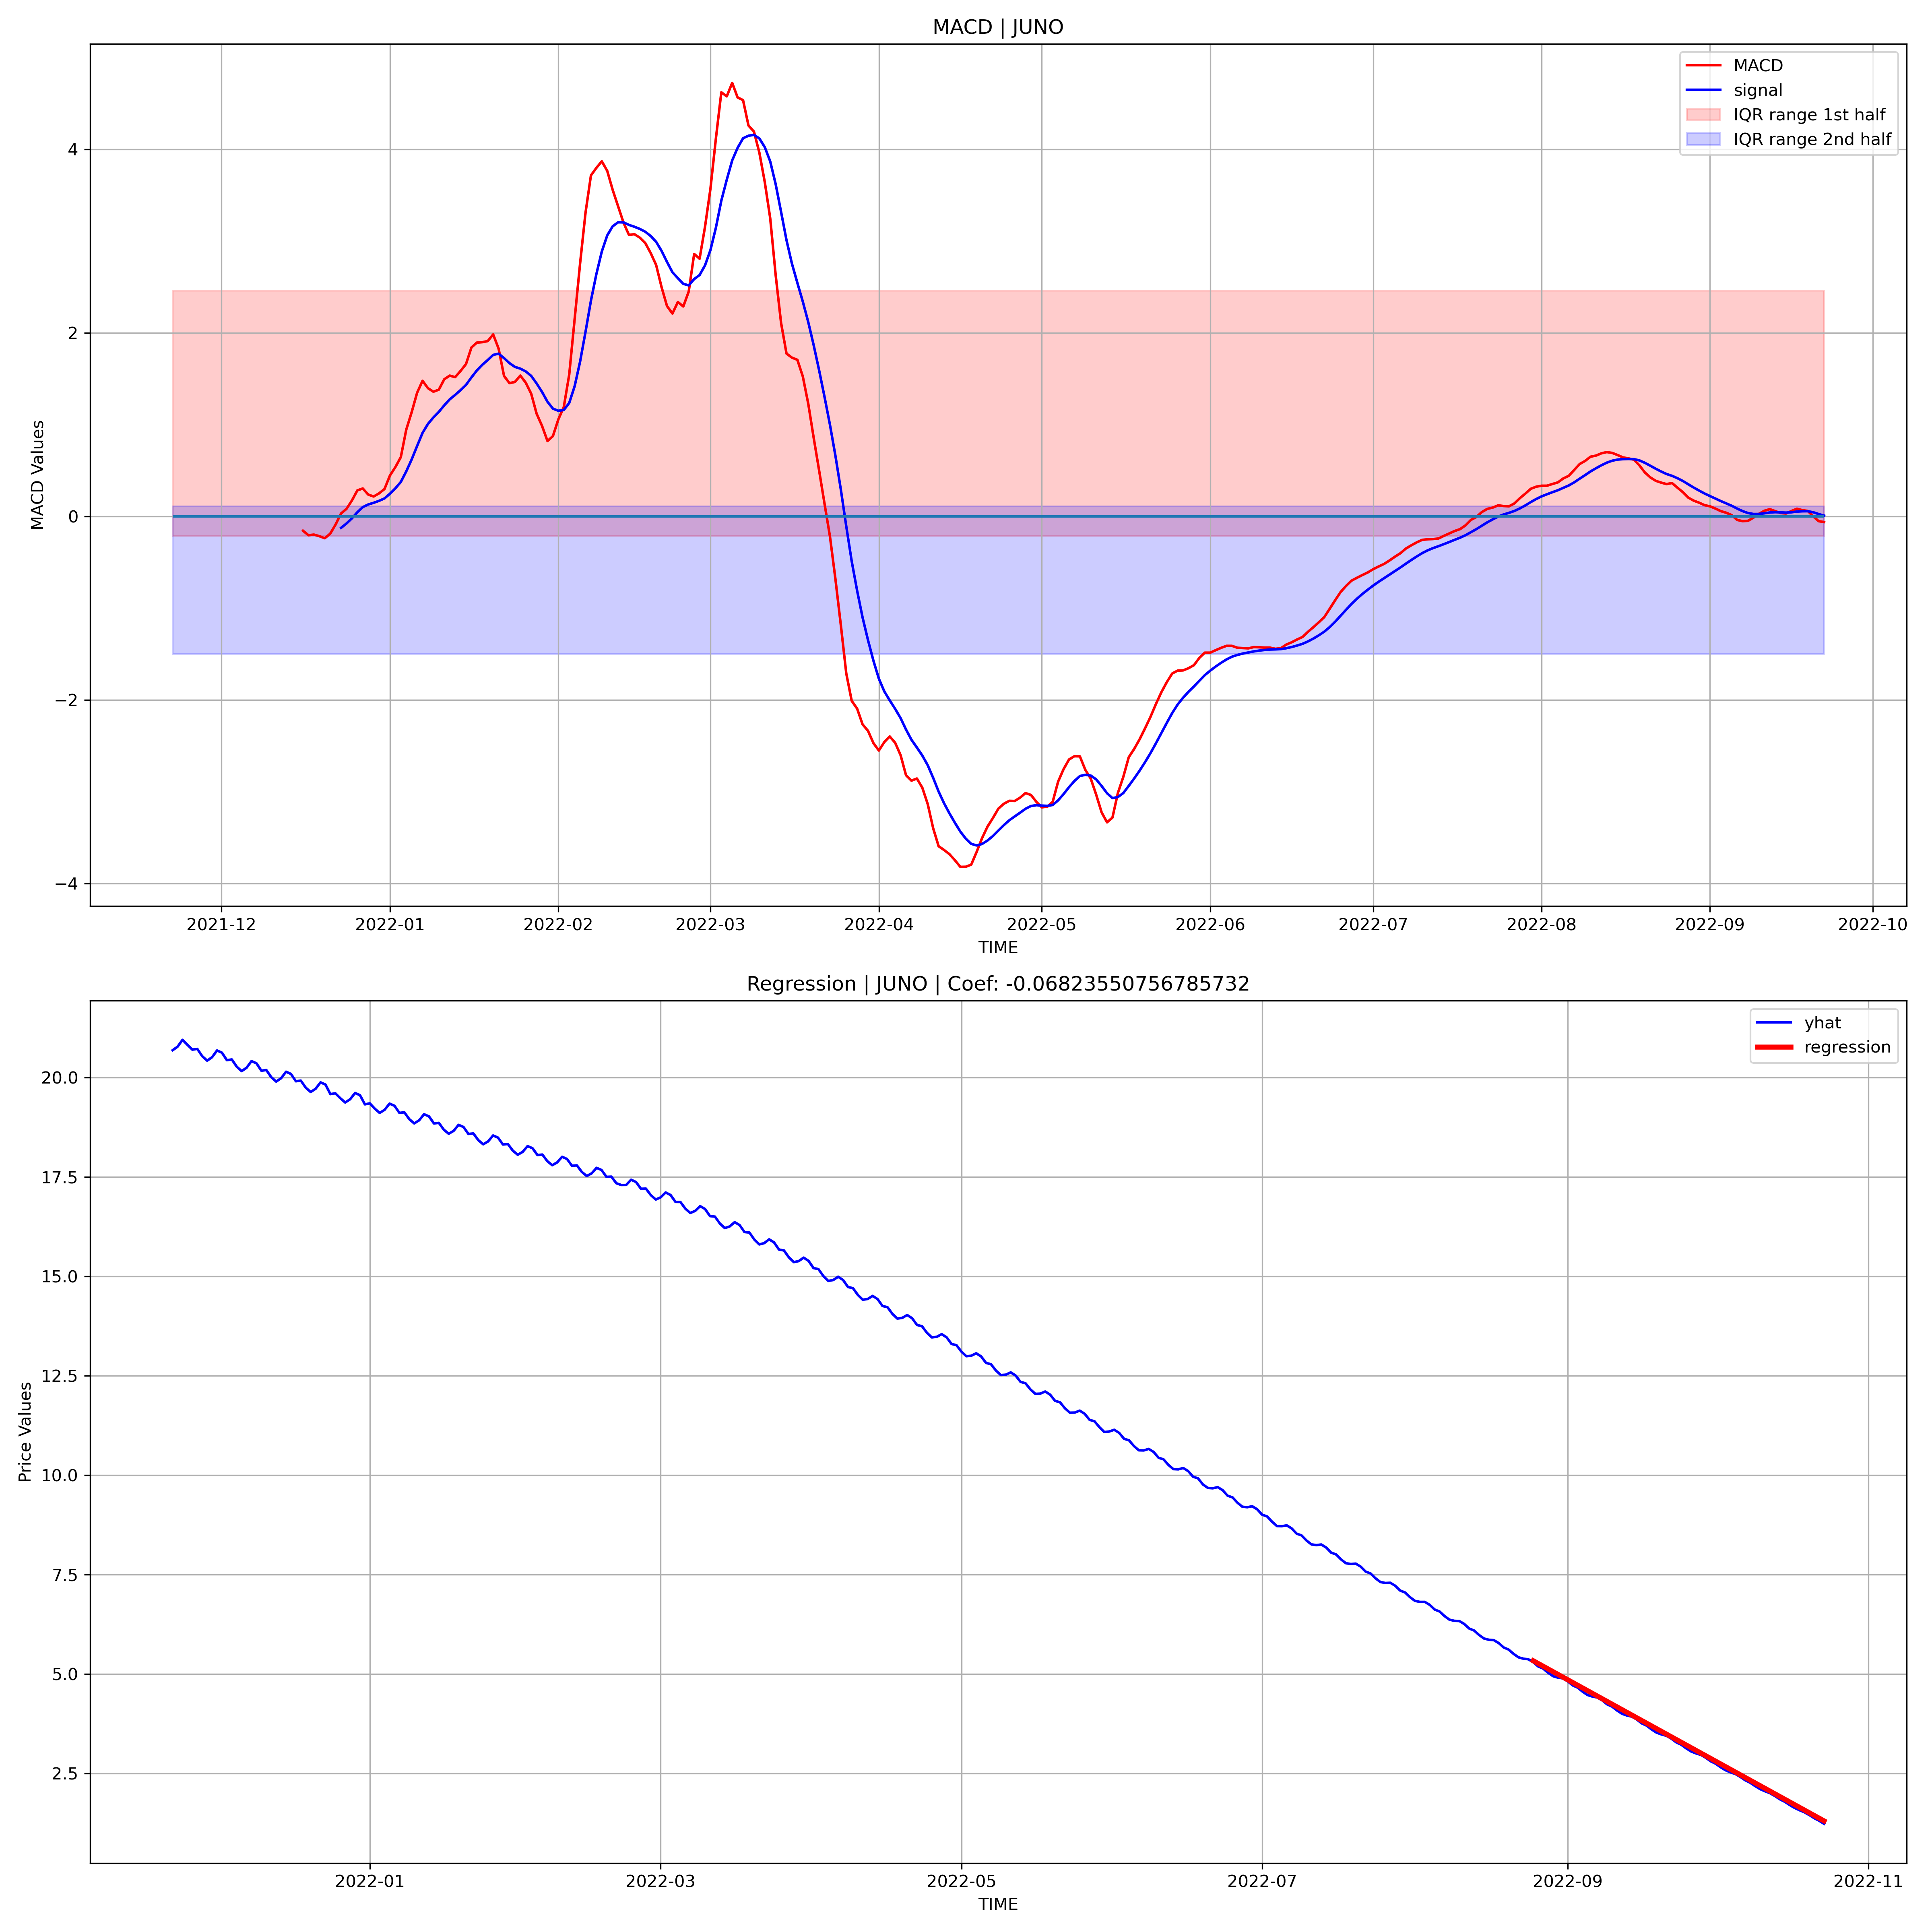 MACD | JUNO
MACD
signal
IQR range 1st half
IQR range 2nd half
MACD Values
4
2
0
−2
−4
2021-12 2022-01 2022-02 2022-03 2022-04 2022-05 2022-06 2022-07 2022-08 2022-09 2022-10
TIME
Regression | JUNO | Coef: -0.06823550756785732
yhat
regression
Price Values
20.0
17.5
15.0
12.5
10.0
7.5
5.0
2.5
2022-01 2022-03 2022-05 2022-07 2022-09 2022-11
TIME